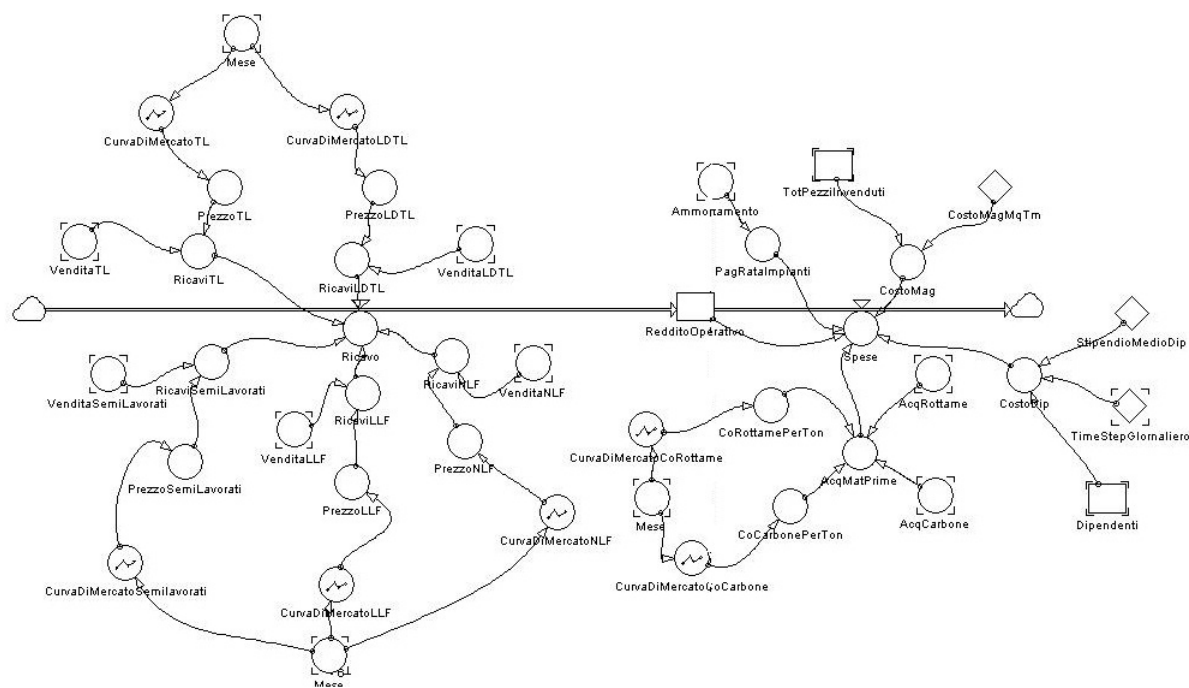 Mese
CurvaDiMercatoTL
CurvaDiMercatoLDTL
TotPezziInvenduti
Ammortamento
CostoMagMqTm
PrezzoTL
PrezzoLDTL
VenditaTL
RicaviTL
RicaviLDTL
VenditaLDTL
PagRataImpianti
CostoMag
RedditoOperativo
Ricavo
Spese
StipendioMedioDip
RicaviSemiLavorati
RicaviNLF
VenditaSemiLavorati
RicaviLLF
VenditaNLF
AcqRottame
CostoDip
CoRottamePerTon
TimeStepGiornaliero
VenditaLLF
PrezzoNLF
CurvaDiMercatoCoRottame
PrezzoSemiLavorati
PrezzoLLF
AcqMatPrime
Mese
CurvaDiMercatoNLF
CoCarbonePerTon
AcqCarbone
Dipendenti
CurvaDiMercatoSemilavorati
CurvaDiMercatoLLF
CurvaDiMercatoCoCarbone
Mese